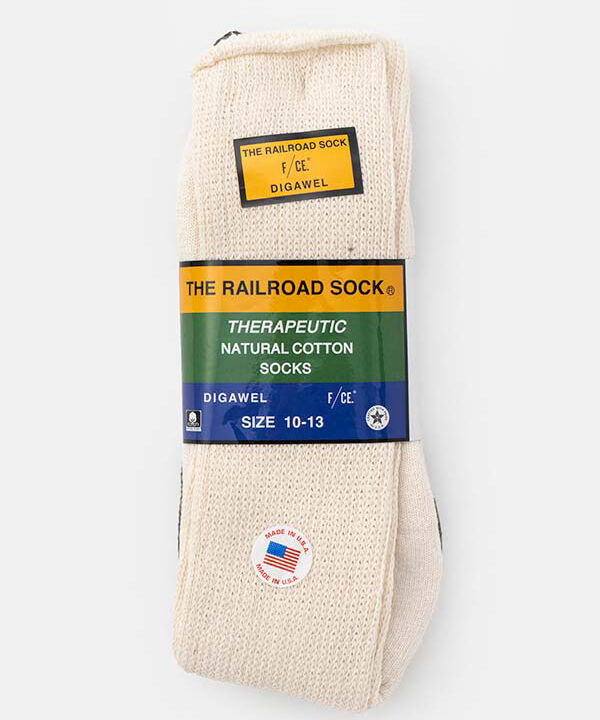 THE RAILROAD SOCK
F/CE.®
DIGAWEL
THE RAILROAD SOCK®
THERAPEUTIC
NATURAL COTTON
SOCKS
DIGAWEL F/CE.®
SIZE 10-13
MADE IN U.S.A.
MADE IN U.S.A.